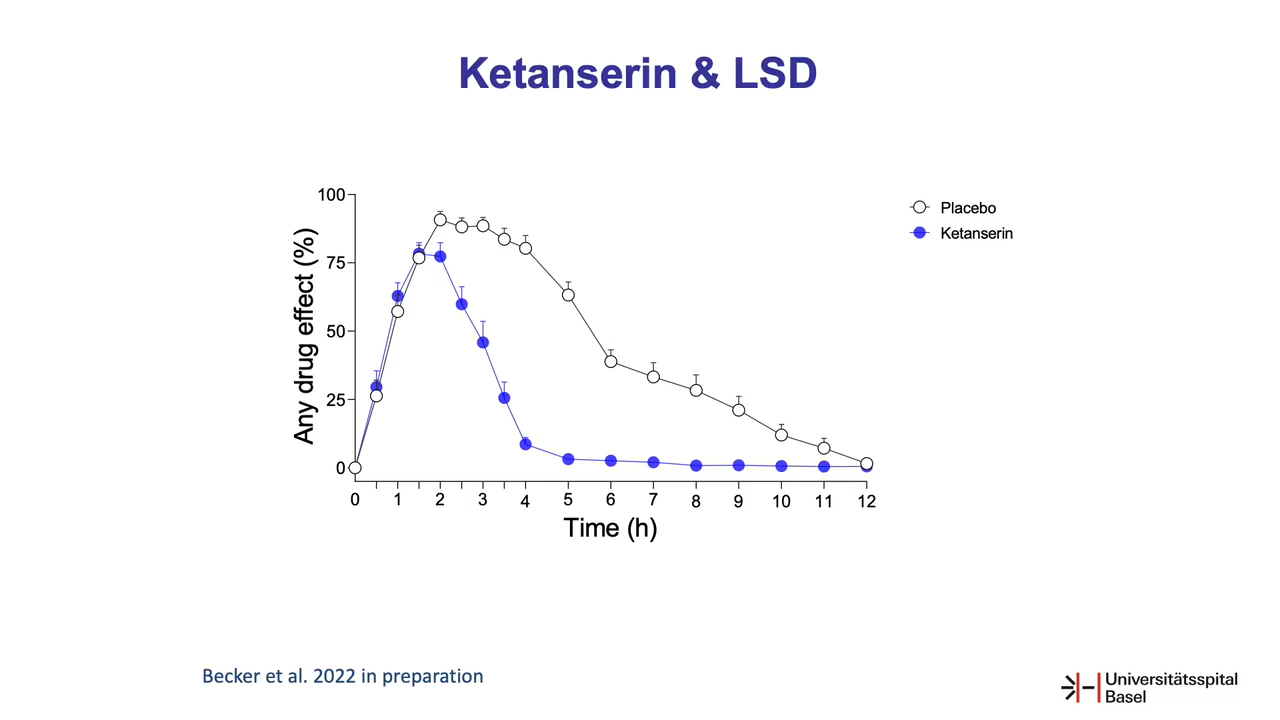 Ketanserin & LSD
Any drug effect (%)
100
75
50
25
0
0 1 2 3 4 5 6 7 8 9 10 11 12
Time (h)
Placebo
Ketanserin
Becker et al. 2022 in preparation
Universitätsspital
Basel